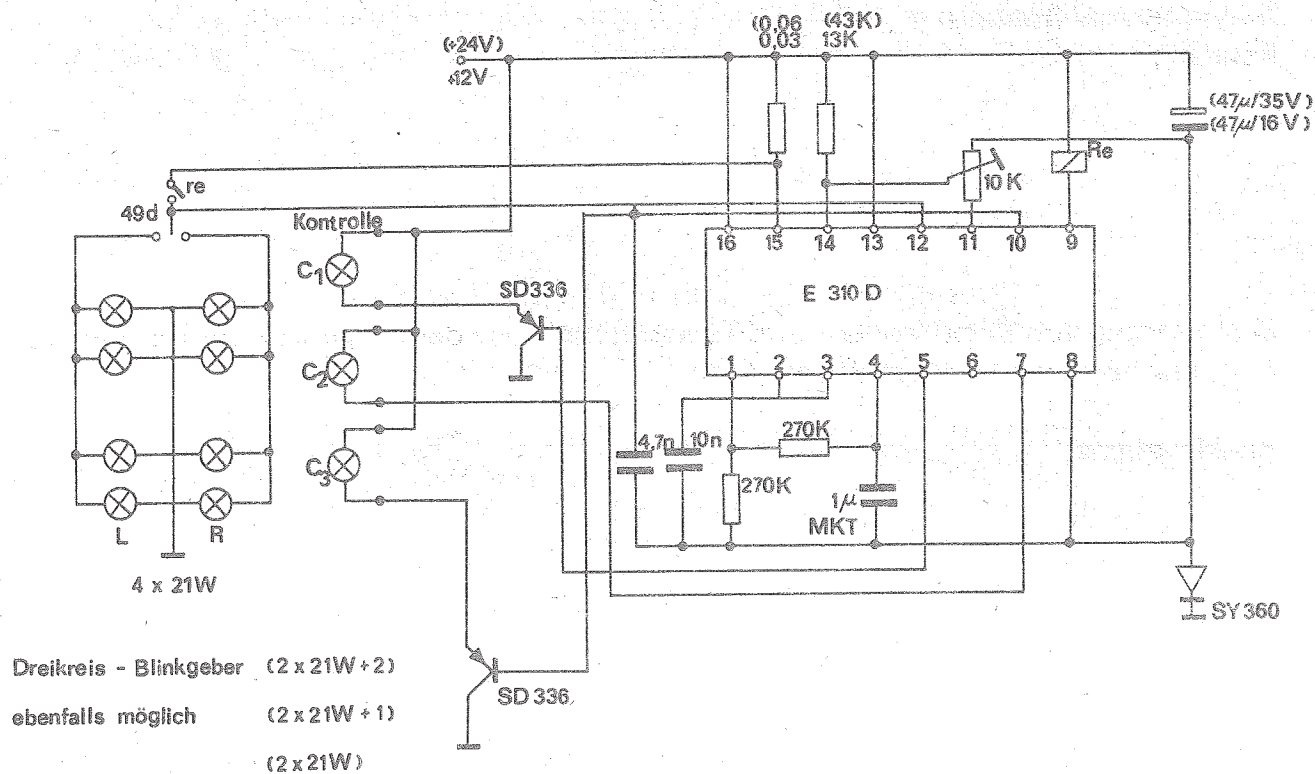 (+24V)
+12V
(0,06
0,03
(43K)
13K
(47µ/35V)
(47µ/16V)
re
49d
Kontrolle
C1
C2
C3
SD336
10K
Re
16 15 14 13 12 11 10 9
E 310 D
1 2 3 4 5 6 7 8
4,7n
10n
270K
270K
1µ
MKT
L
R
4 x 21W
SY360
SD336
Dreikreis - Blinkgeber (2 x 21W + 2)
ebenfalls möglich (2 x 21W + 1)
(2 x 21W)